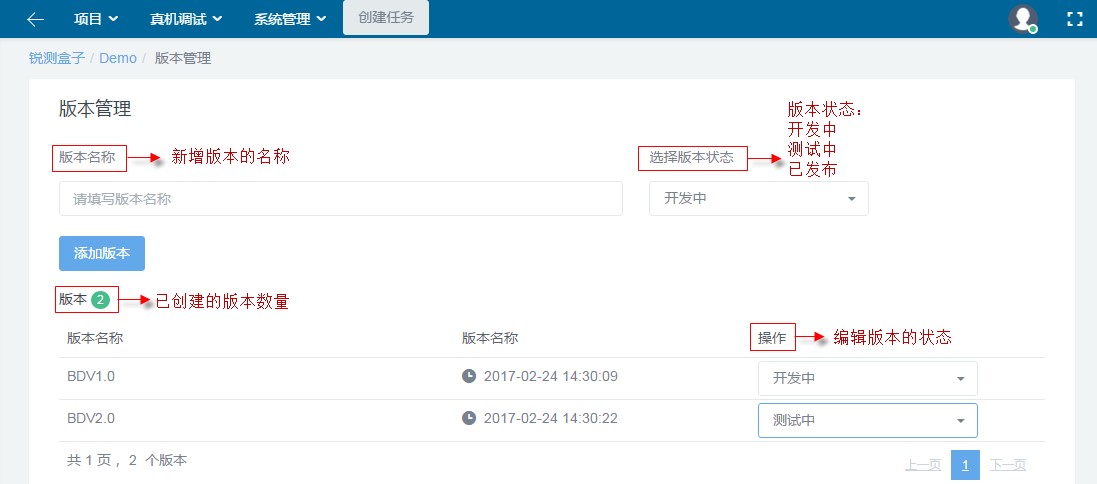 项目 真机调试 系统管理 创建任务
锐测盒子 / Demo / 版本管理
版本管理
版本名称 新增版本的名称
选择版本状态
版本状态：
开发中
测试中
已发布
请填写版本名称 开发中
添加版本
版本 2 已创建的版本数量
版本名称 版本名称 操作 编辑版本的状态
BDV1.0 2017-02-24 14:30:09 开发中
BDV2.0 2017-02-24 14:30:22 测试中
共 1 页 ，2 个版本 上一页 1 下一页